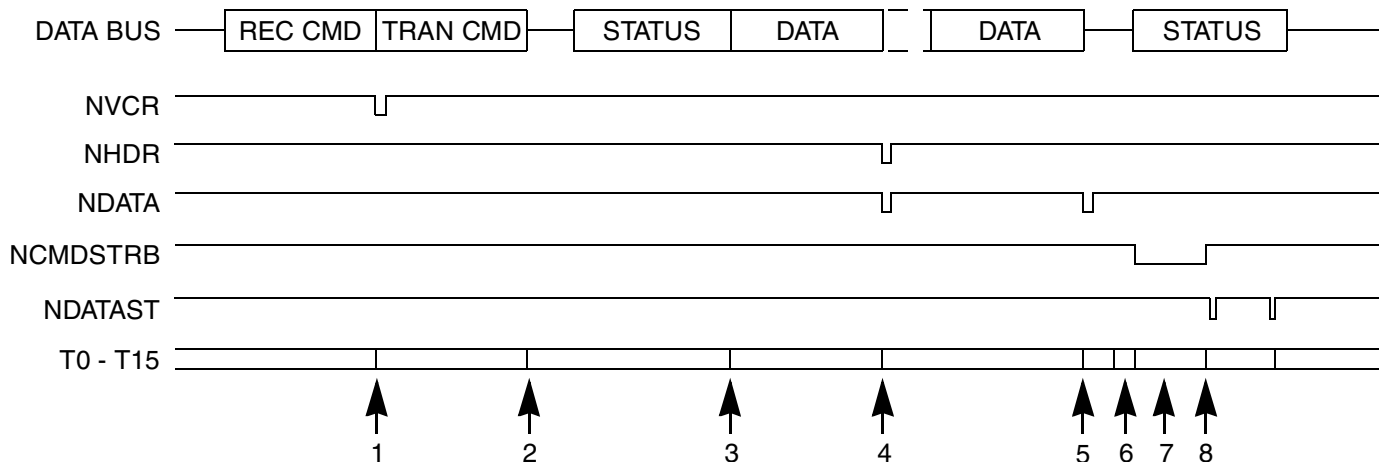 DATA BUS REC CMD TRAN CMD STATUS DATA DATA STATUS
NVCR
NHDR
NDATA
NCMDSTRB
NDATAST
T0 - T15
1 2 3 4 5 6 7 8